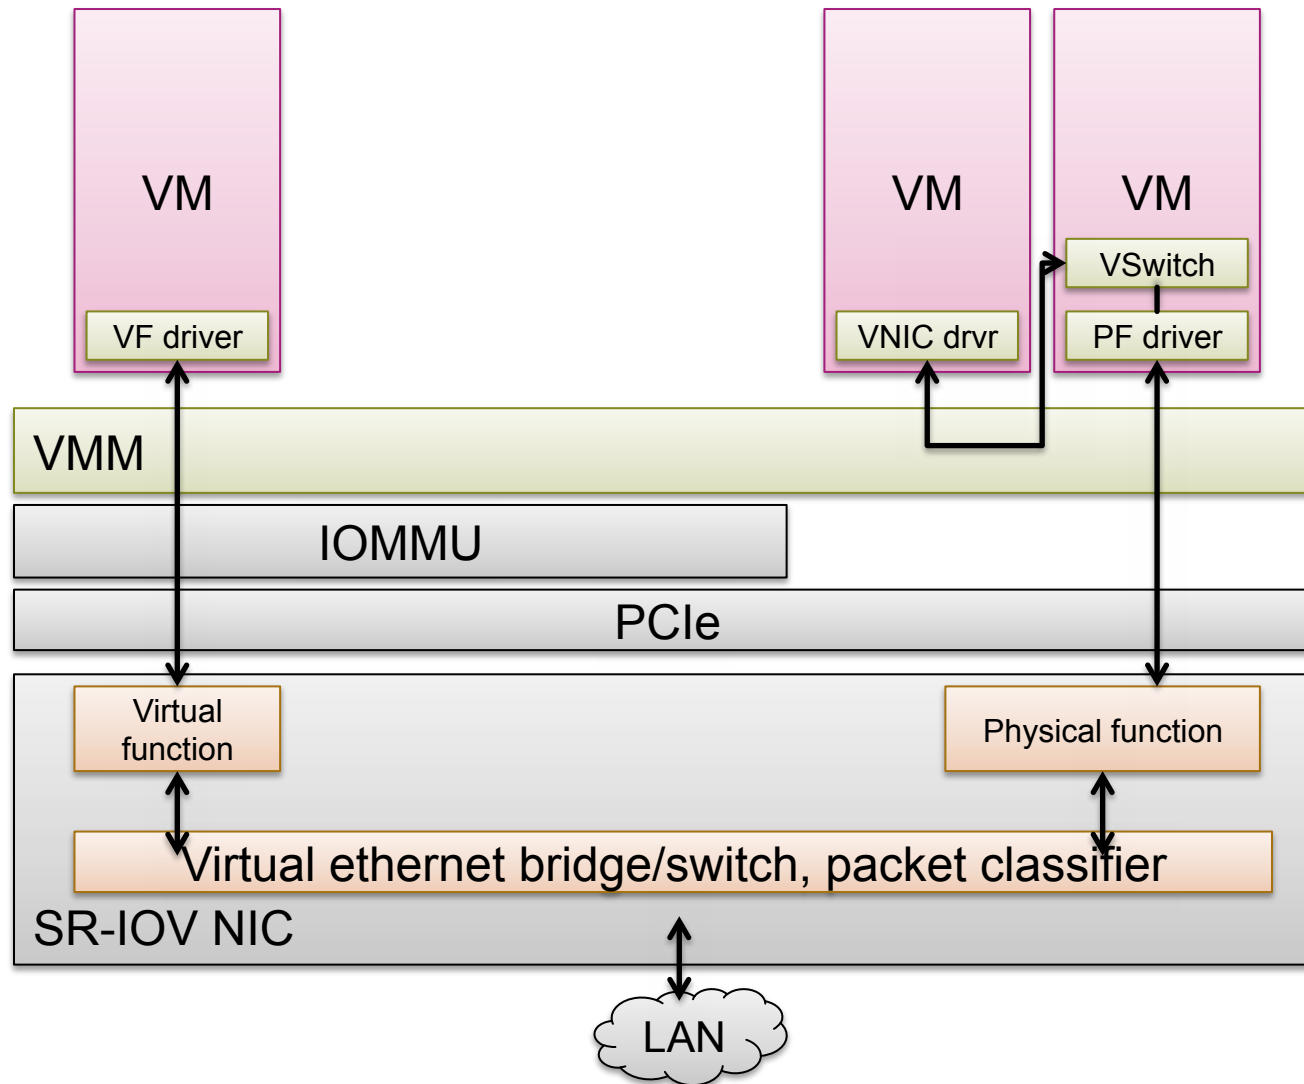 VM
VM
VM
VSwitch
VF driver
VNIC drvr
PF driver
VMM
IOMMU
PCIe
Virtual
function
Physical function
Virtual ethernet bridge/switch, packet classifier
SR-IOV NIC
LAN